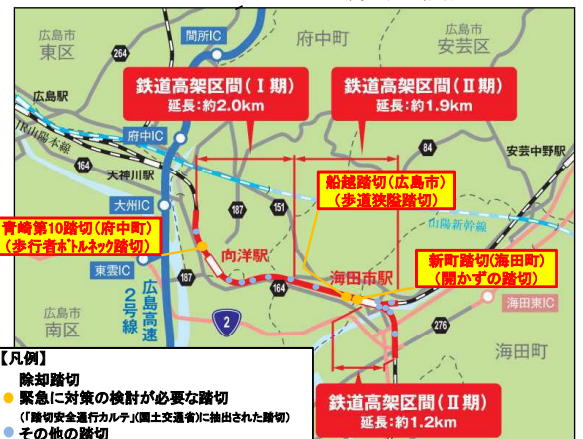 広島市
東区
間所IC
264
府中町
広島市
安芸区
鉄道高架区間(Ⅰ期)
延長:約2.0km
鉄道高架区間(Ⅱ期)
延長:約1.9km
広島駅
府中IC
JR山陽本線
164
84
安芸中野駅
天神川駅
船越踏切(広島市)
(歩道狭隘踏切)
大州IC
187
151
山陽新幹線
青崎第10踏切(府中町)
(歩行者ボトルネック踏切)
向洋駅
新町踏切(海田町)
(開かずの踏切)
東雲IC
187
海田市駅
164
広島高速
2号線
海田東IC
広島市
南区
2
276
海田町
【凡例】
除却踏切
緊急に対策の検討が必要な踏切
(「踏切安全通行カルテ」(国土交通省)に抽出された踏切)
その他の踏切
鉄道高架区間(Ⅱ期)
延長:約1.2km